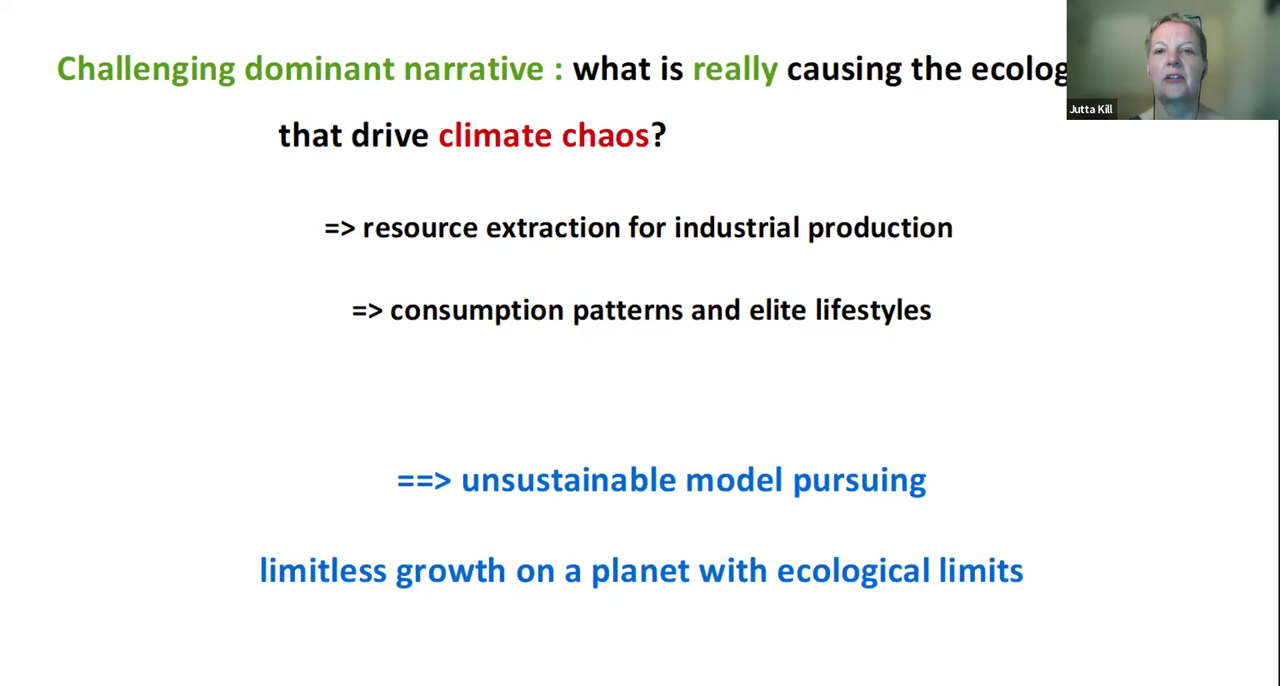 Challenging dominant narrative : what is really causing the ecolog
that drive climate chaos?
Jutta Kill
=> resource extraction for industrial production
=> consumption patterns and elite lifestyles
==> unsustainable model pursuing
limitless growth on a planet with ecological limits